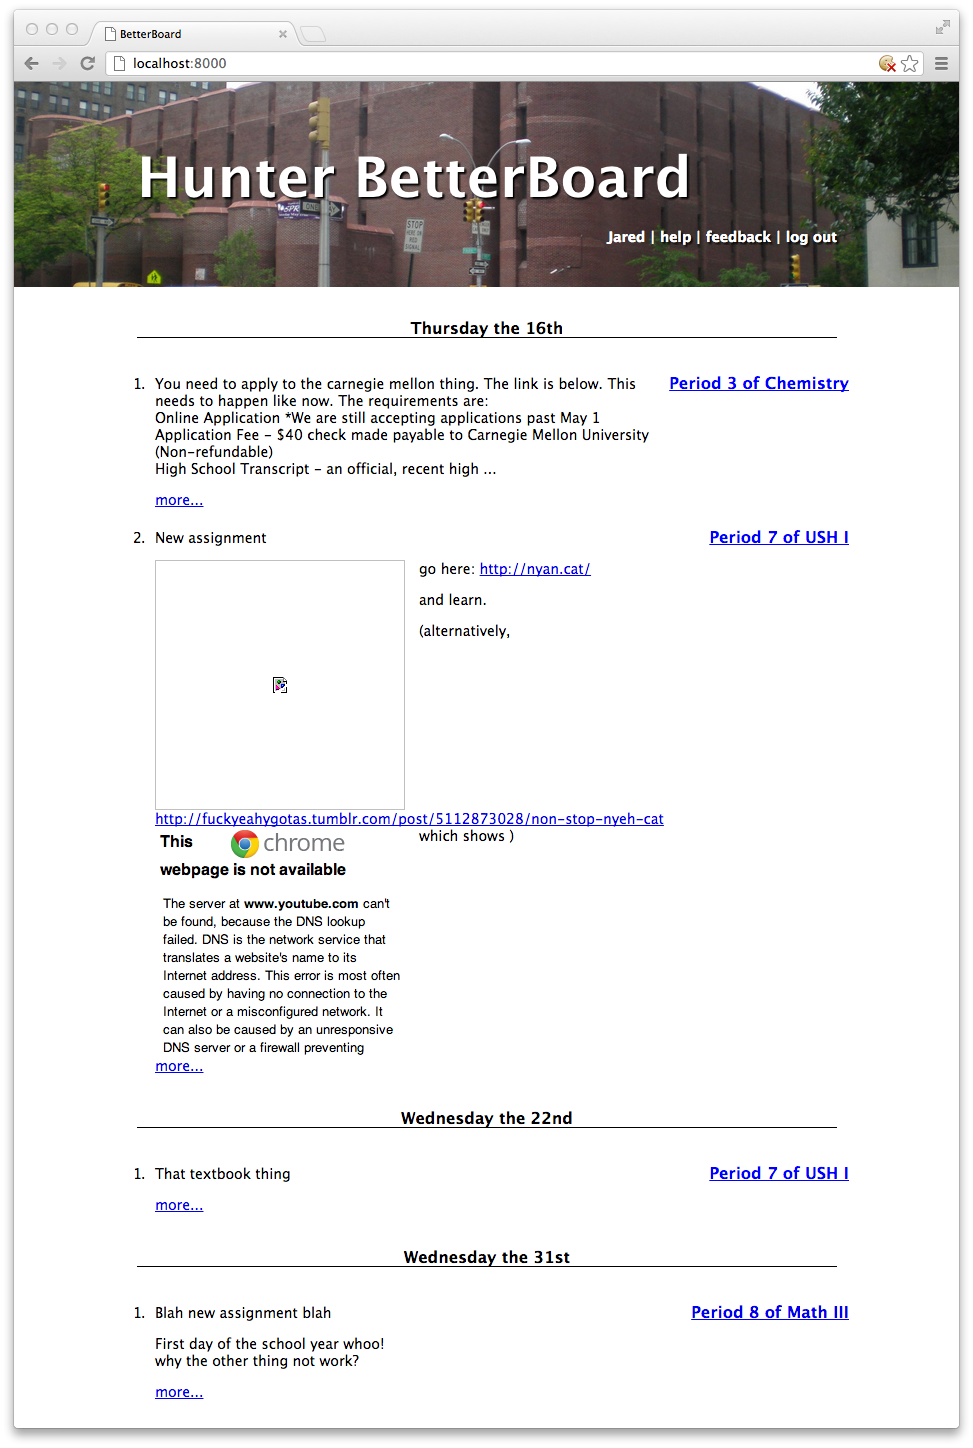 BetterBoard
localhost:8000
Hunter BetterBoard
STOP
HERE ON
RED
SIGNAL
Jared | help | feedback | log out
Thursday the 16th
1. You need to apply to the carnegie mellon thing. The link is below. This Period 3 of Chemistry
needs to happen like now. The requirements are:
Online Application *We are still accepting applications past May 1
Application Fee – $40 check made payable to Carnegie Mellon University
(Non-refundable)
High School Transcript – an official, recent high ...
more...
2. New assignment Period 7 of USH I
go here: http://nyan.cat/
and learn.
(alternatively,
http://fuckyeahygotas.tumblr.com/post/5112873028/non-stop-nyeh-cat
which shows )
This chrome
webpage is not available
The server at www.youtube.com can't
be found, because the DNS lookup
failed. DNS is the network service that
translates a website's name to its
Internet address. This error is most often
caused by having no connection to the
Internet or a misconfigured network. It
can also be caused by an unresponsive
DNS server or a firewall preventing
more...
Wednesday the 22nd
1. That textbook thing Period 7 of USH I
more...
Wednesday the 31st
1. Blah new assignment blah Period 8 of Math III
First day of the school year whoo!
why the other thing not work?
more...